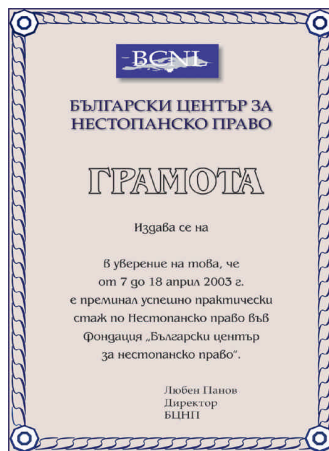 BCNL
БЪЛГАРСКИ ЦЕНТЪР ЗА
НЕСТОПАНСКО ПРАВО
ГРАМОТА
Издава се на
в уверение на това, че
от 7 до 18 април 2003 г.
е преминал успешно практически
стаж по Нестопанско право във
Фондация „Български център
за нестопанско право“.
Любен Панов
Директор
БЦНП